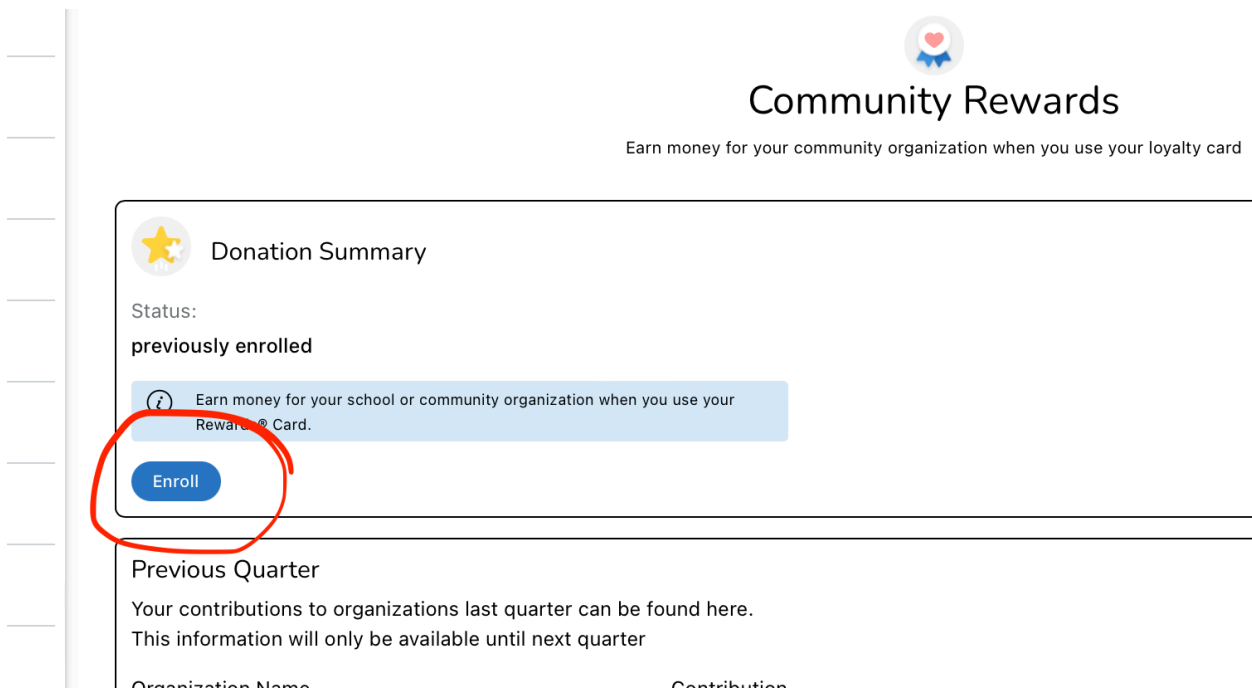 Community Rewards
Earn money for your community organization when you use your loyalty card
Donation Summary
Status:
previously enrolled
Earn money for your school or community organization when you use your
Rewards® Card.
Enroll
Previous Quarter
Your contributions to organizations last quarter can be found here.
This information will only be available until next quarter
Organization Name
Contribution